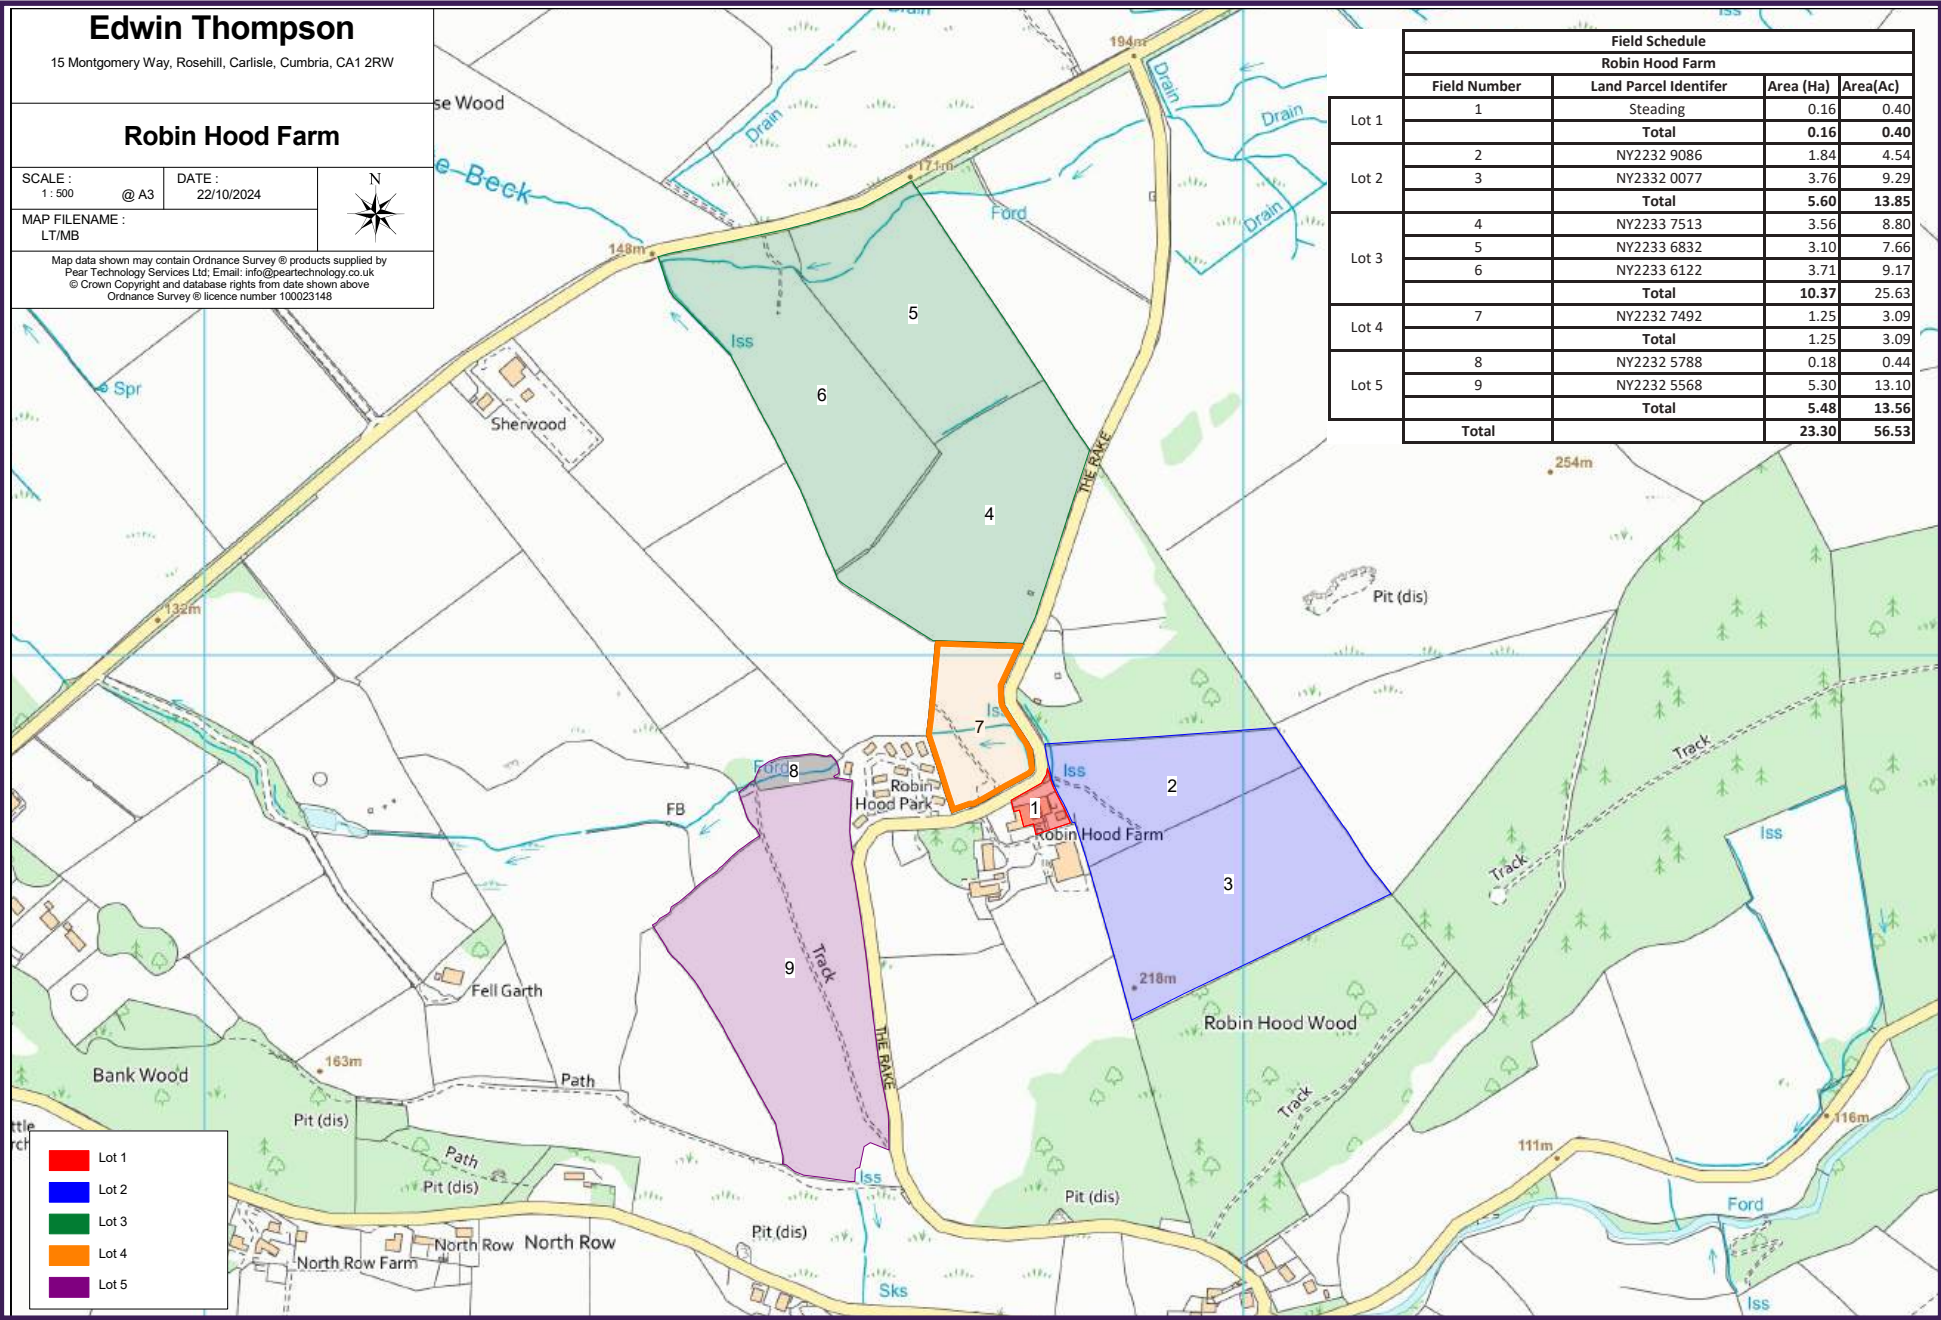 Edwin Thompson
15 Montgomery Way, Rosehill, Carlisle, Cumbria, CA1 2RW
Robin Hood Farm
SCALE :
1 : 500 @ A3
DATE :
22/10/2024
N
MAP FILENAME :
LT/MB
Map data shown may contain Ordnance Survey ® products supplied by
Pear Technology Services Ltd; Email: info@peartechnology.co.uk
© Crown Copyright and database rights from date shown above
Ordnance Survey ® licence number 100023148
Field Schedule
Robin Hood Farm
Field Number Land Parcel Identifer Area (Ha) Area(Ac)
Lot 1
1 Steading 0.16 0.40
Total 0.16 0.40
Lot 2
2 NY2232 9086 1.84 4.54
3 NY2332 0077 3.76 9.29
Total 5.60 13.85
Lot 3
4 NY2233 7513 3.56 8.80
5 NY2233 6832 3.10 7.66
6 NY2233 6122 3.71 9.17
Total 10.37 25.63
Lot 4
7 NY2232 7492 1.25 3.09
Total 1.25 3.09
Lot 5
8 NY2232 5788 0.18 0.44
9 NY2232 5568 5.30 13.10
Total 5.48 13.56
Total 23.30 56.53
Drain
Iss
194m
Drain
se Wood
Drain
Drain
171m
e-Beck
Ford
Drain
148m
5
Iss
Spr
6
Sherwood
THE RAKE
254m
4
Pit (dis)
132m
Iss
7
Track
Ford
8
Iss
2
Robin
Hood Park
FB
1
Robin Hood Farm
Iss
Track
3
9
Track
218m
Fell Garth
Robin Hood Wood
THE RAKE
163m
Bank Wood
Path
Track
Pit (dis)
116m
ttle
rch
111m
Path
Iss
Pit (dis)
Pit (dis)
Ford
Pit (dis)
North Row
North Row
North Row Farm
Sks
Iss
Lot 1
Lot 2
Lot 3
Lot 4
Lot 5